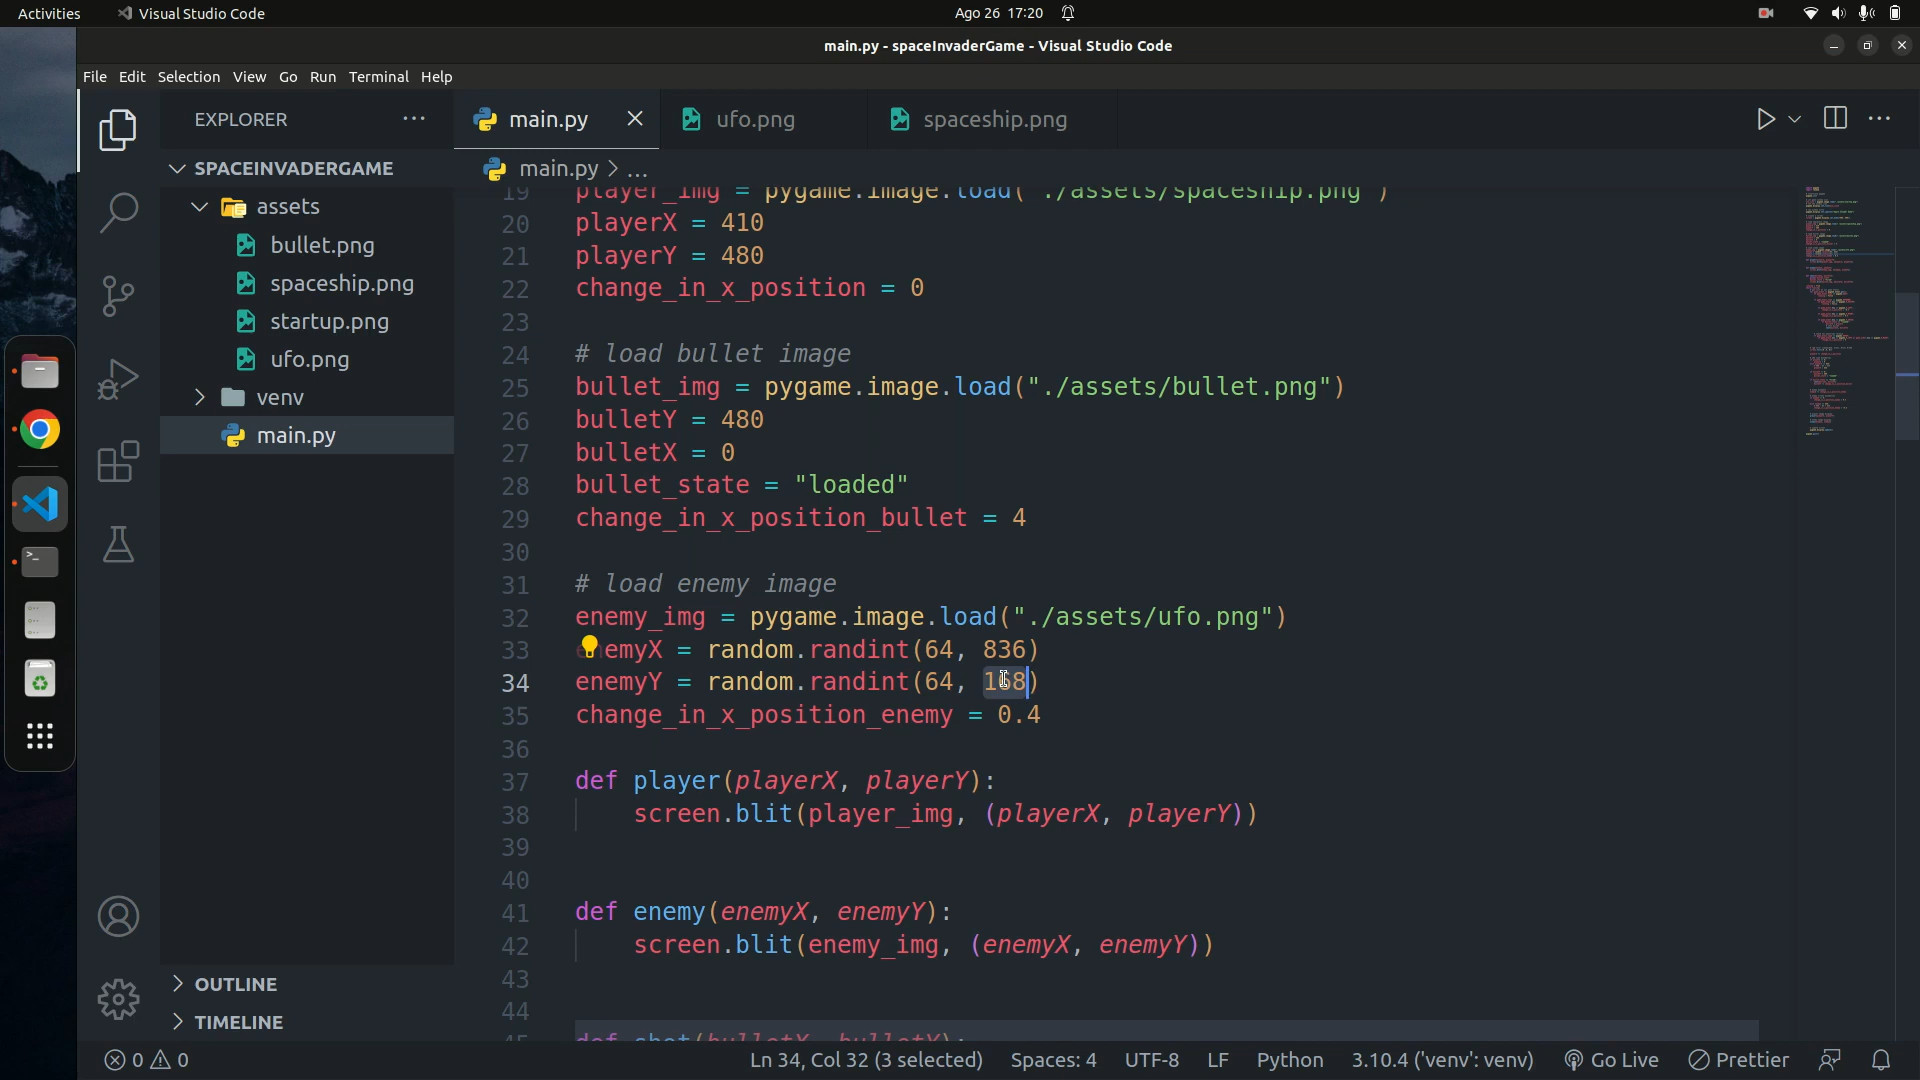 Activities
Visual Studio Code
Ago 26 17:20
main.py - spaceInvaderGame - Visual Studio Code
File Edit Selection View Go Run Terminal Help
EXPLORER
main.py
ufo.png
spaceship.png
SPACEINVADERGAME
main.py > ...
assets
bullet.png
spaceship.png
startup.png
ufo.png
venv
main.py
OUTLINE
TIMELINE
19 player_img = pygame.image.load("./assets/spaceship.png")
20 playerX = 410
21 playerY = 480
22 change_in_x_position = 0
23
24 # load bullet image
25 bullet_img = pygame.image.load("./assets/bullet.png")
26 bulletY = 480
27 bulletX = 0
28 bullet_state = "loaded"
29 change_in_x_position_bullet = 4
30
31 # load enemy image
32 enemy_img = pygame.image.load("./assets/ufo.png")
33 enemyX = random.randint(64, 836)
34 enemyY = random.randint(64, 168)
35 change_in_x_position_enemy = 0.4
36
37 def player(playerX, playerY):
38 screen.blit(player_img, (playerX, playerY))
39
40
41 def enemy(enemyX, enemyY):
42 screen.blit(enemy_img, (enemyX, enemyY))
43
44
45 def shot(bulletX, bulletY):
0 0
Ln 34, Col 32 (3 selected)
Spaces: 4
UTF-8
LF
Python
3.10.4 ('venv': venv)
Go Live
Prettier